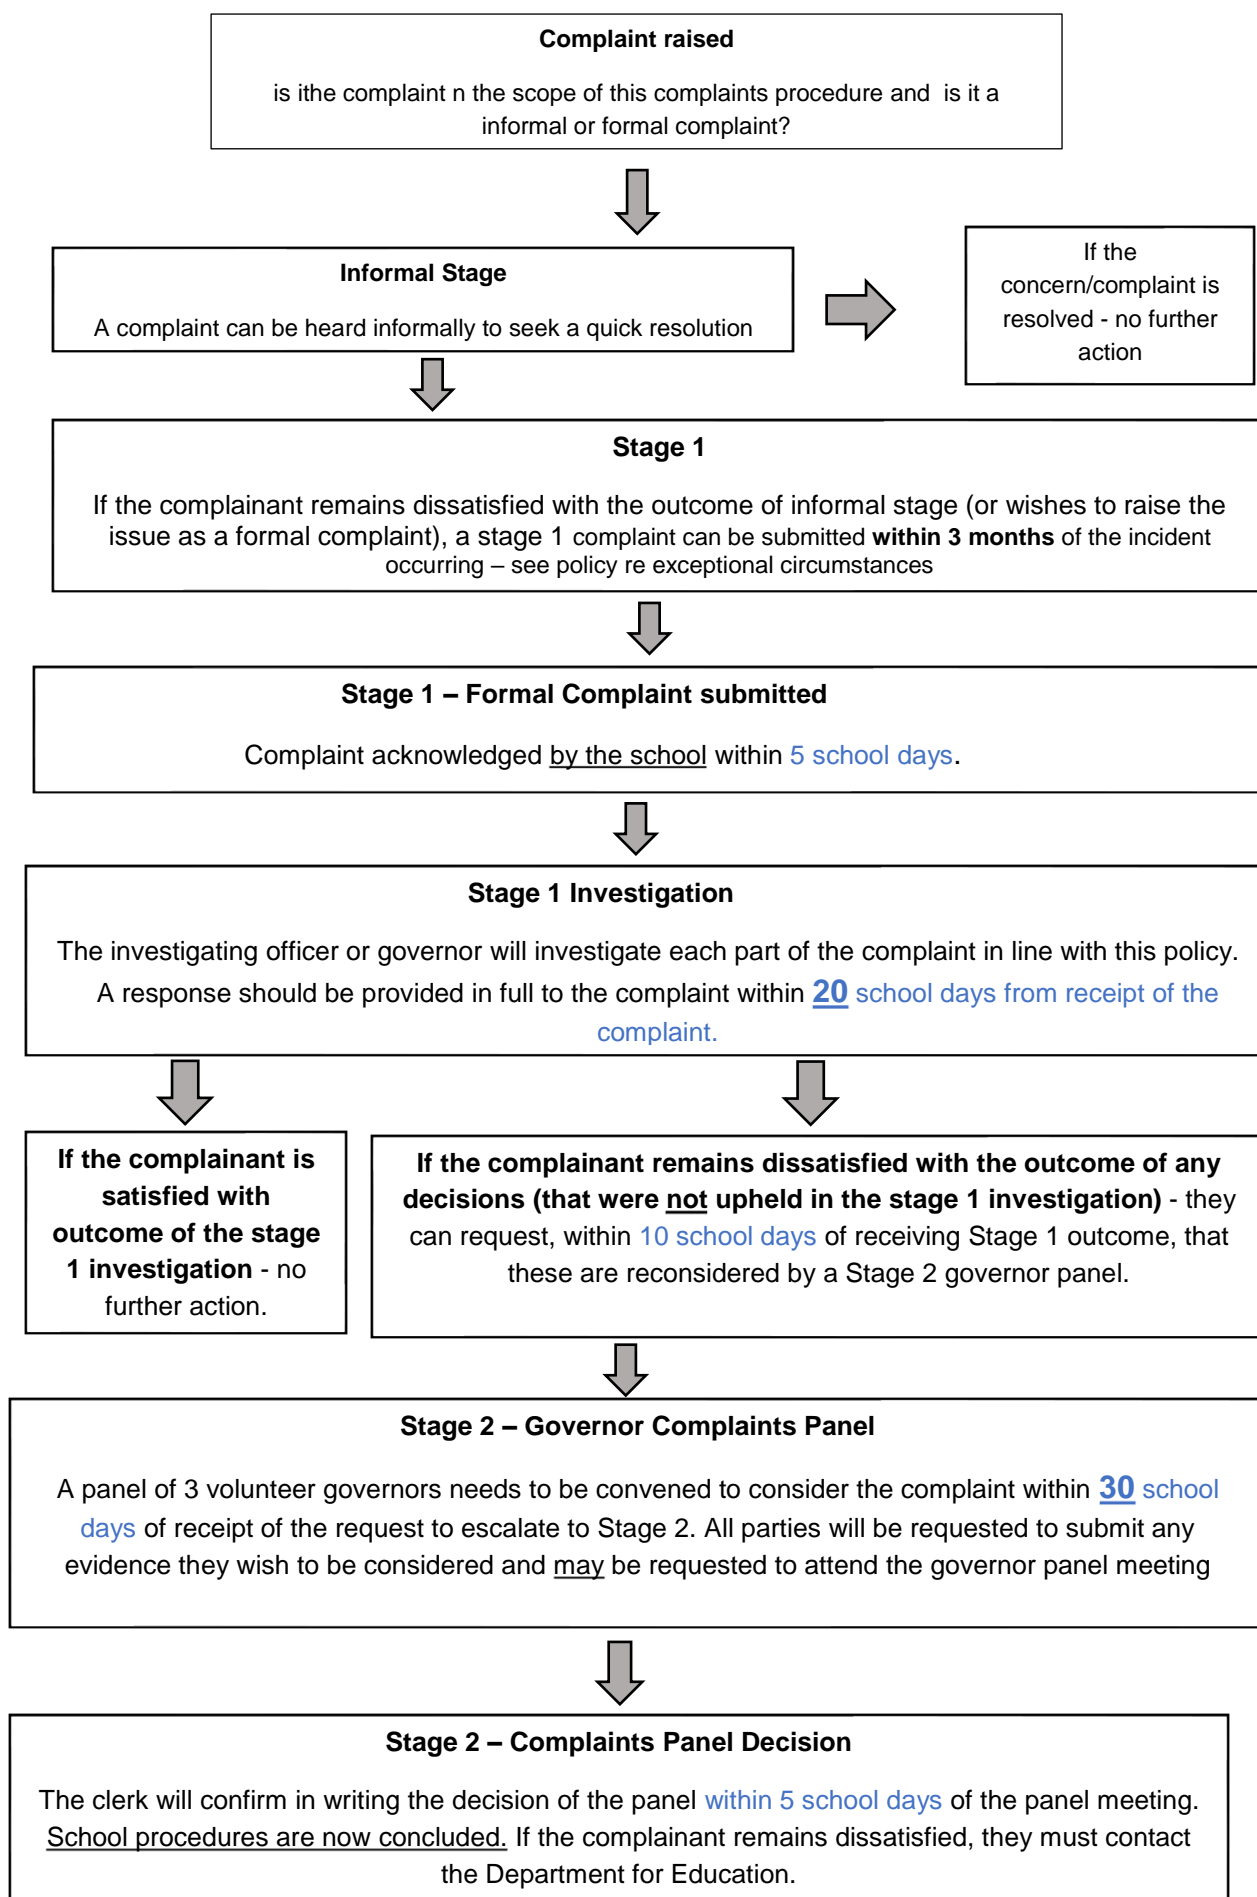 Complaint raised
is ithe complaint n the scope of this complaints procedure and is it a
informal or formal complaint?
Informal Stage
A complaint can be heard informally to seek a quick resolution
If the
concern/complaint is
resolved - no further
action
Stage 1
If the complainant remains dissatisfied with the outcome of informal stage (or wishes to raise the
issue as a formal complaint), a stage 1 complaint can be submitted within 3 months of the incident
occurring – see policy re exceptional circumstances
Stage 1 – Formal Complaint submitted
Complaint acknowledged by the school within 5 school days.
Stage 1 Investigation
The investigating officer or governor will investigate each part of the complaint in line with this policy.
A response should be provided in full to the complaint within 20 school days from receipt of the
complaint.
If the complainant is
satisfied with
outcome of the stage
1 investigation - no
further action.
If the complainant remains dissatisfied with the outcome of any
decisions (that were not upheld in the stage 1 investigation) - they
can request, within 10 school days of receiving Stage 1 outcome, that
these are reconsidered by a Stage 2 governor panel.
Stage 2 – Governor Complaints Panel
A panel of 3 volunteer governors needs to be convened to consider the complaint within 30 school
days of receipt of the request to escalate to Stage 2. All parties will be requested to submit any
evidence they wish to be considered and may be requested to attend the governor panel meeting
Stage 2 – Complaints Panel Decision
The clerk will confirm in writing the decision of the panel within 5 school days of the panel meeting.
School procedures are now concluded. If the complainant remains dissatisfied, they must contact
the Department for Education.